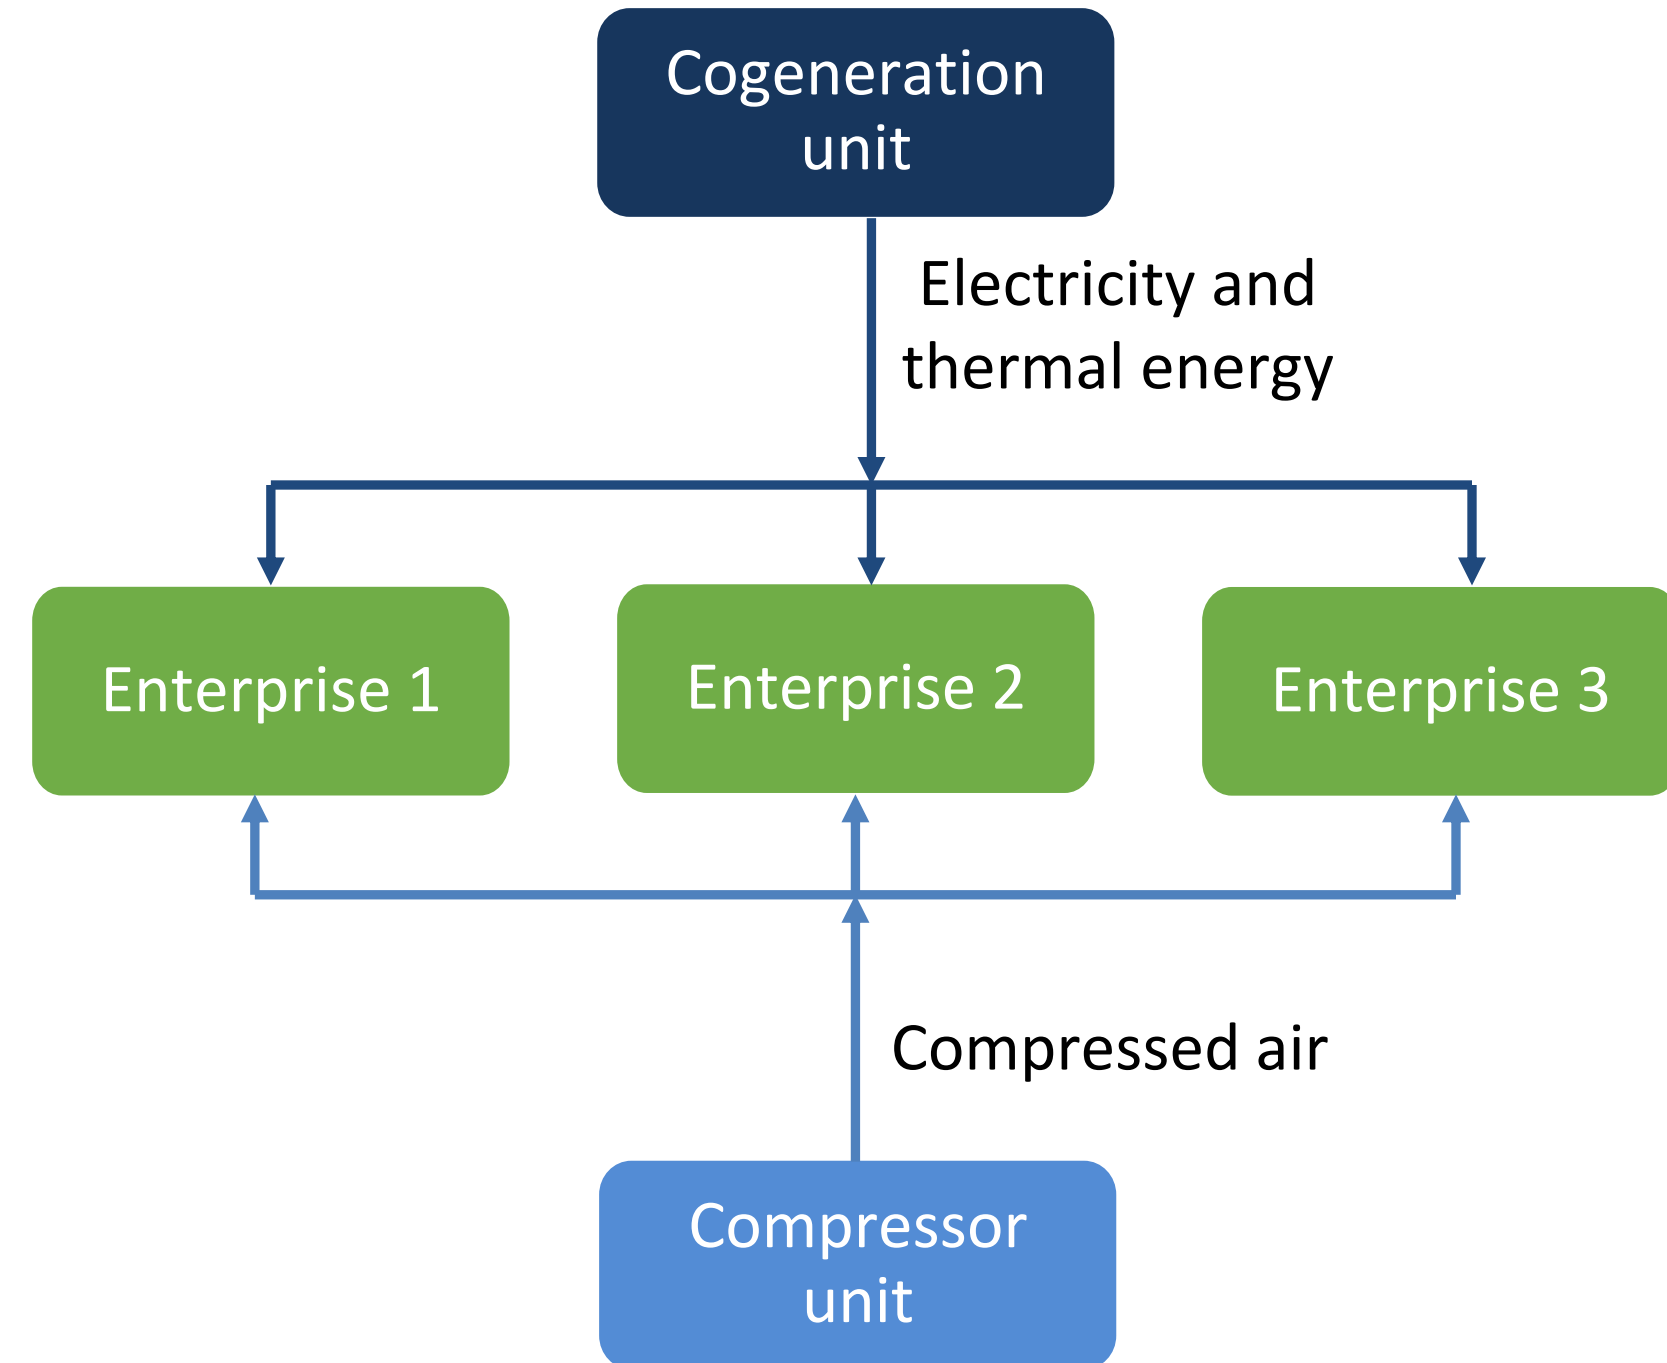 Cogeneration
unit
Electricity and
thermal energy
Enterprise 1
Enterprise 2
Enterprise 3
Compressed air
Compressor
unit